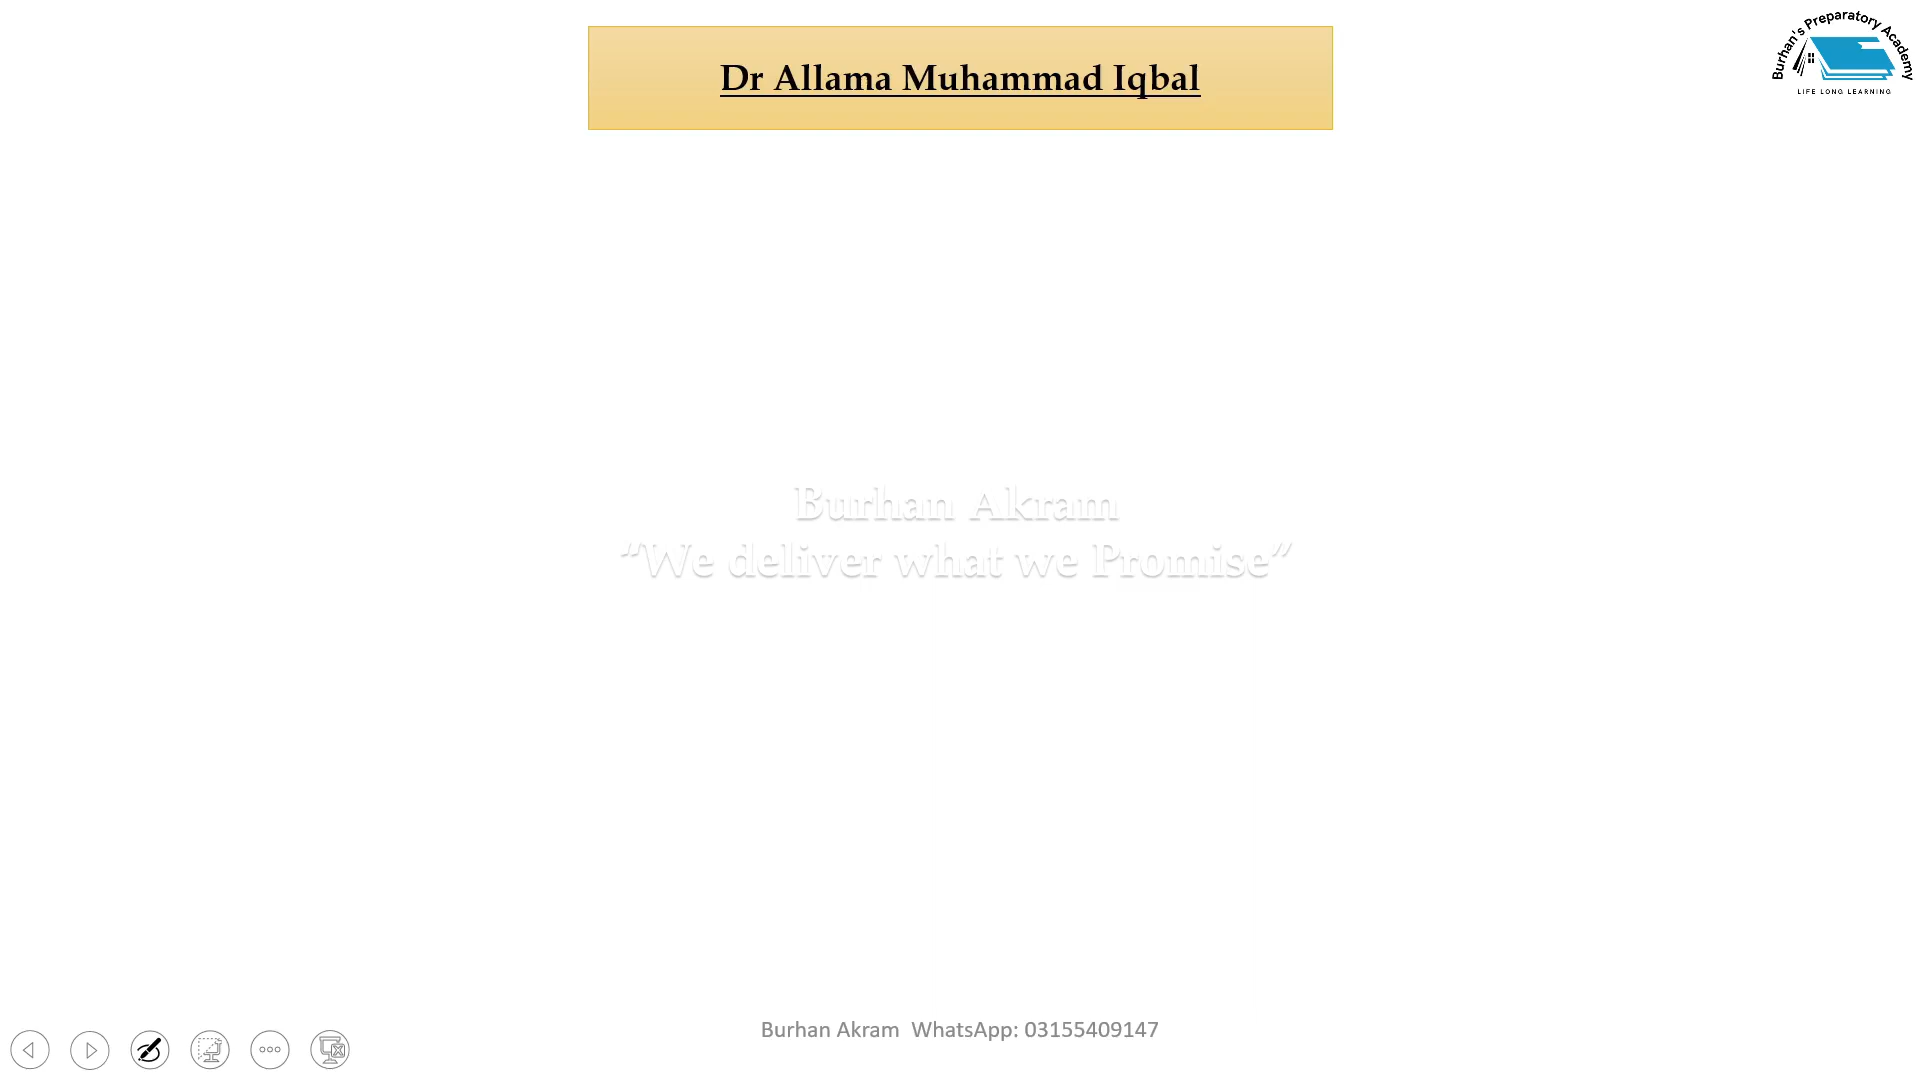 Dr Allama Muhammad Iqbal
Burhan's Preparatory Academy
LIFE LONG LEARNING
Burhan Akram
“We deliver what we Promise”
Burhan Akram  WhatsApp: 03155409147